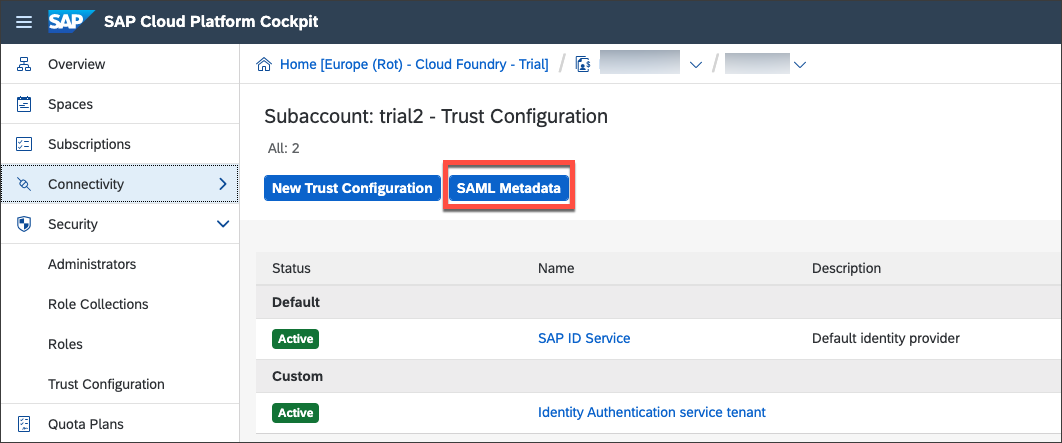 SAP SAP Cloud Platform Cockpit
Overview
Spaces
Subscriptions
Connectivity
Security
Administrators
Role Collections
Roles
Trust Configuration
Quota Plans
Home [Europe (Rot) - Cloud Foundry - Trial] / /
Subaccount: trial2 - Trust Configuration
All: 2
New Trust Configuration SAML Metadata
Status Name Description
Default
Active SAP ID Service Default identity provider
Custom
Active Identity Authentication service tenant